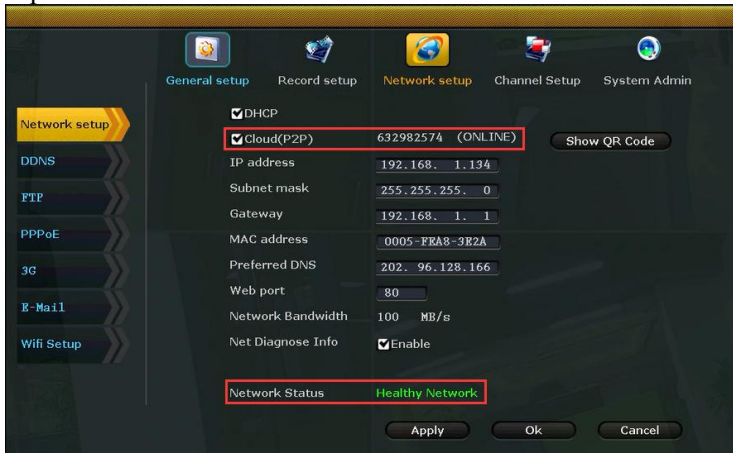 General setup Record setup Network setup Channel Setup System Admin
Network setup
DDNS
FTP
PPPoE
3G
E-Mail
Wifi Setup
DHCP
Cloud(P2P) 632982574 (ONLINE) Show QR Code
IP address 192.168. 1.134
Subnet mask 255.255.255. 0
Gateway 192.168. 1. 1
MAC address 0005-FEA8-3E2A
Preferred DNS 202. 96.128.166
Web port 80
Network Bandwidth 100 MB/s
Net Diagnose Info Enable
Network Status Healthy Network
Apply Ok Cancel